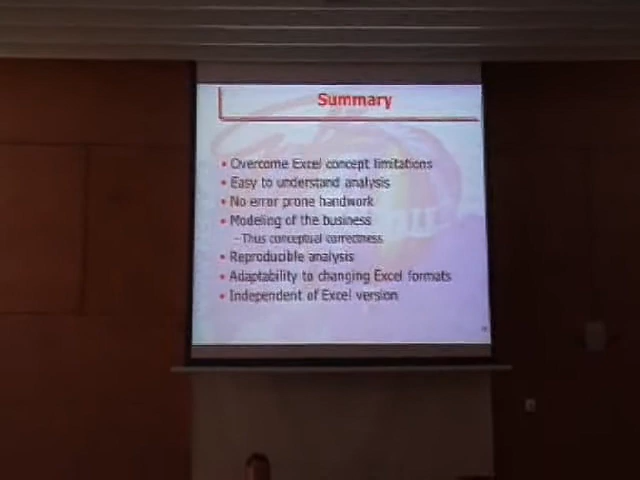 Summary
• Overcome Excel concept limitations
• Easy to understand analysis
• No error prone handwork
• Modeling of the business
– Thus conceptual correctness
• Reproducible analysis
• Adaptability to changing Excel formats
• Independent of Excel version